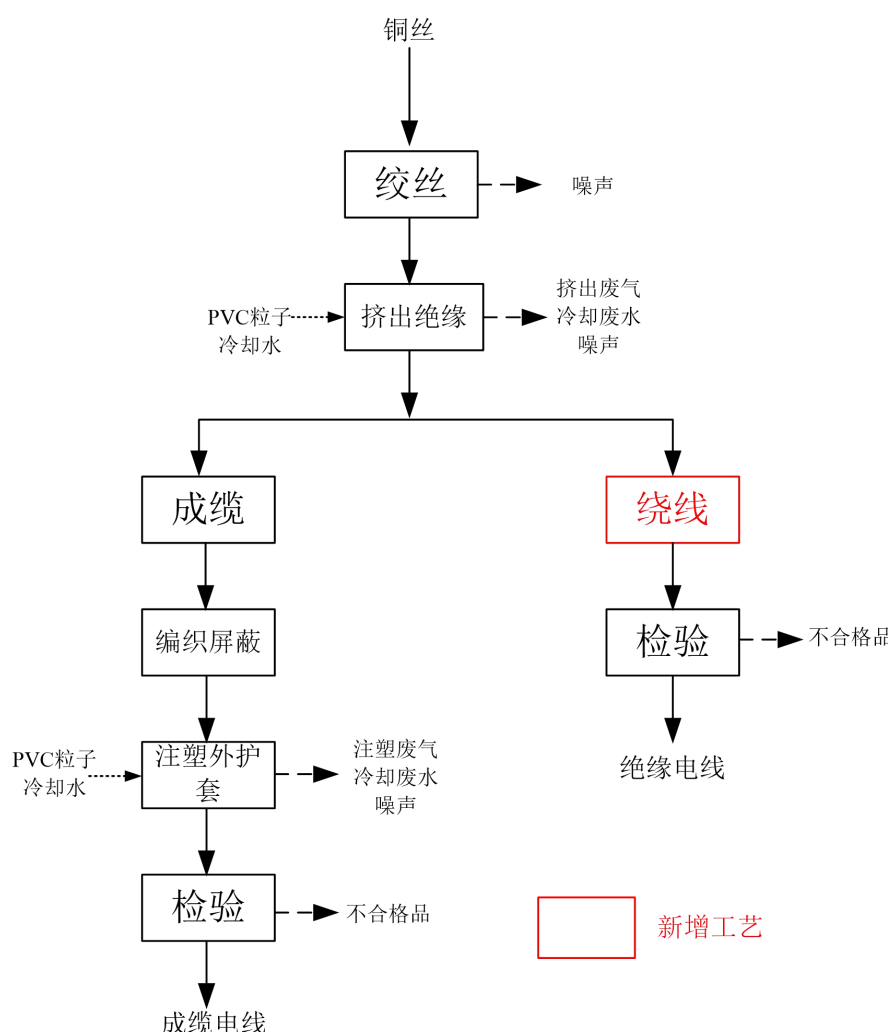 铜丝
绞丝
噪声
PVC粒子
冷却水
挤出绝缘
挤出废气
冷却废水
噪声
成缆
绕线
编织屏蔽
检验
不合格品
PVC粒子
冷却水
注塑外护
套
注塑废气
冷却废水
噪声
绝缘电线
检验
不合格品
新增工艺
成缆电线